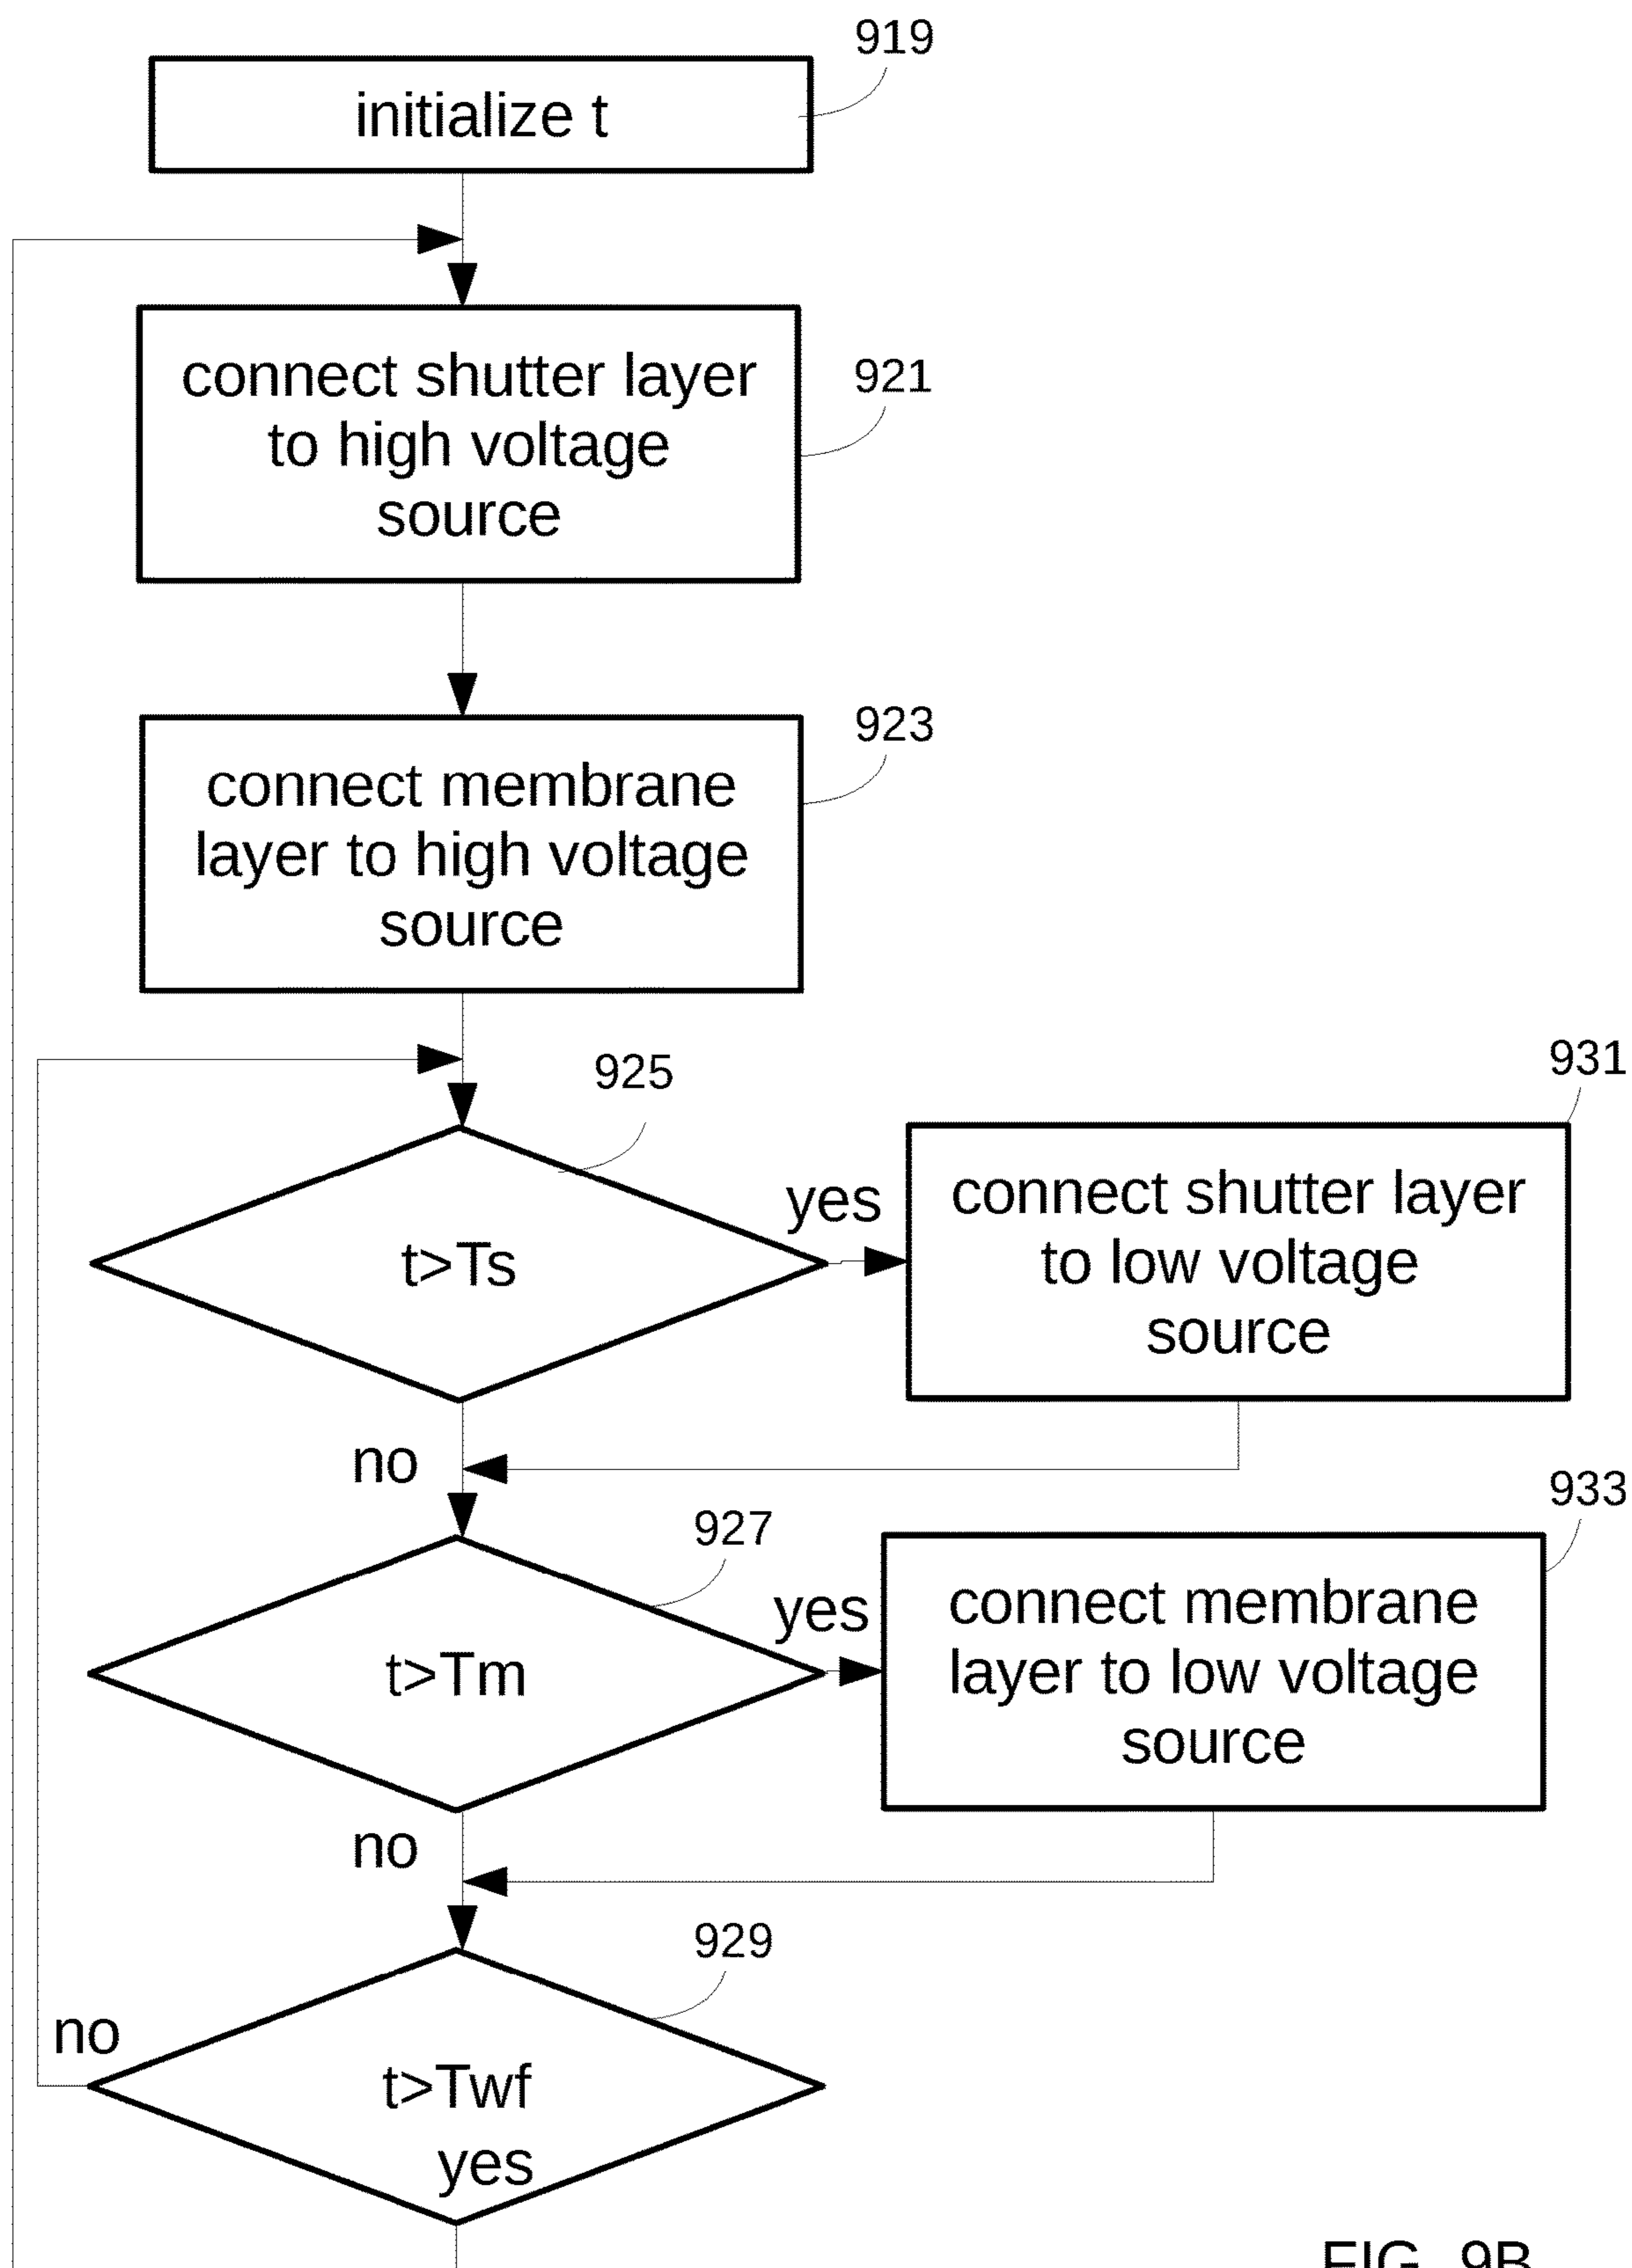 919
initialize t
921
connect shutter layer
to high voltage
source
923
connect membrane
layer to high voltage
source
925
931
t>Ts
yes
connect shutter layer
to low voltage
source
no
927
933
t>Tm
yes
connect membrane
layer to low voltage
source
no
929
no
t>Twf
yes
FIG. 9B